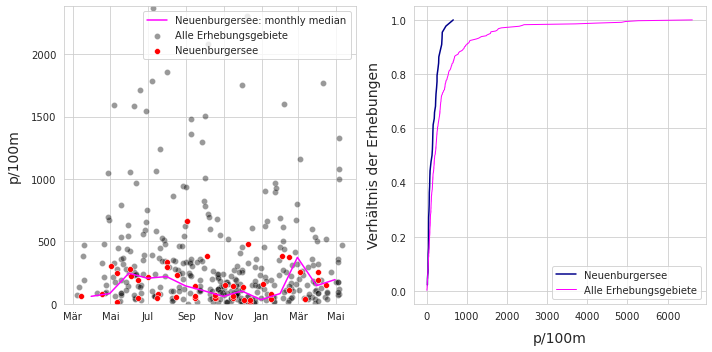 Neuenburgersee: monthly median
Alle Erhebungsgebiete
Neuenburgersee
p/100m
2000
1500
1000
500
0
Mär Mai Jul Sep Nov Jan Mär Mai
Verhältnis der Erhebungen
1.0
0.8
0.6
0.4
0.2
0.0
Neuenburgersee
Alle Erhebungsgebiete
0 1000 2000 3000 4000 5000 6000
p/100m